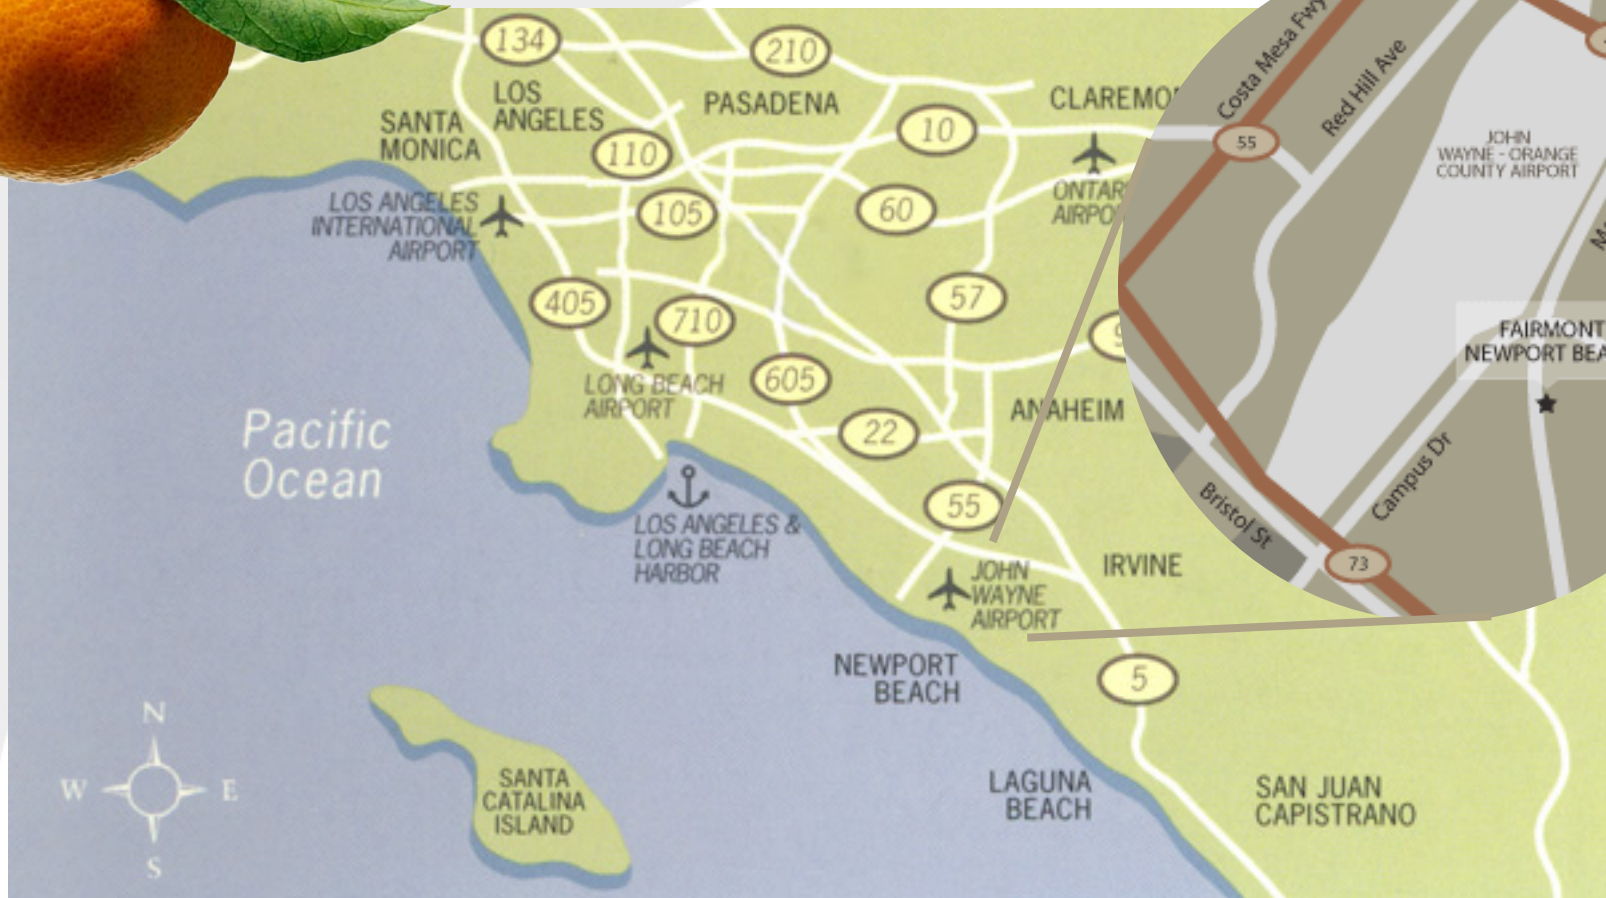 134
210
LOS
ANGELES
PASADENA
SANTA
MONICA
110
10
LOS ANGELES
INTERNATIONAL
AIRPORT
105
60
405
710
57
LONG BEACH
AIRPORT
605
22
ANAHEIM
55
Pacific
Ocean
LOS ANGELES &
LONG BEACH
HARBOR
JOHN
WAYNE
AIRPORT
IRVINE
NEWPORT
BEACH
5
LAGUNA
BEACH
SAN JUAN
CAPISTRANO
SANTA
CATALINA
ISLAND
N
W E
S
Costa Mesa Fwy
Red Hill Ave
55
JOHN
WAYNE - ORANGE
COUNTY AIRPORT
FAIRMONT
NEWPORT
Campus Dr
Bristol St
73